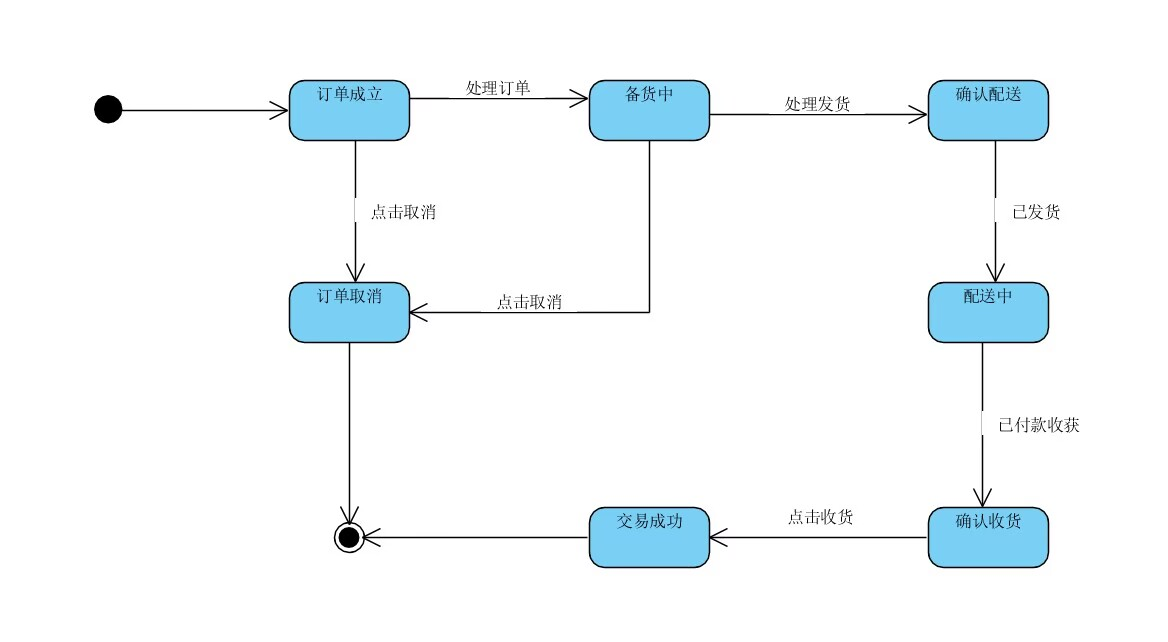 订单成立
处理订单
备货中
处理发货
确认配送
点击取消
已发货
订单取消
点击取消
配送中
已付款收获
交易成功
点击收货
确认收货